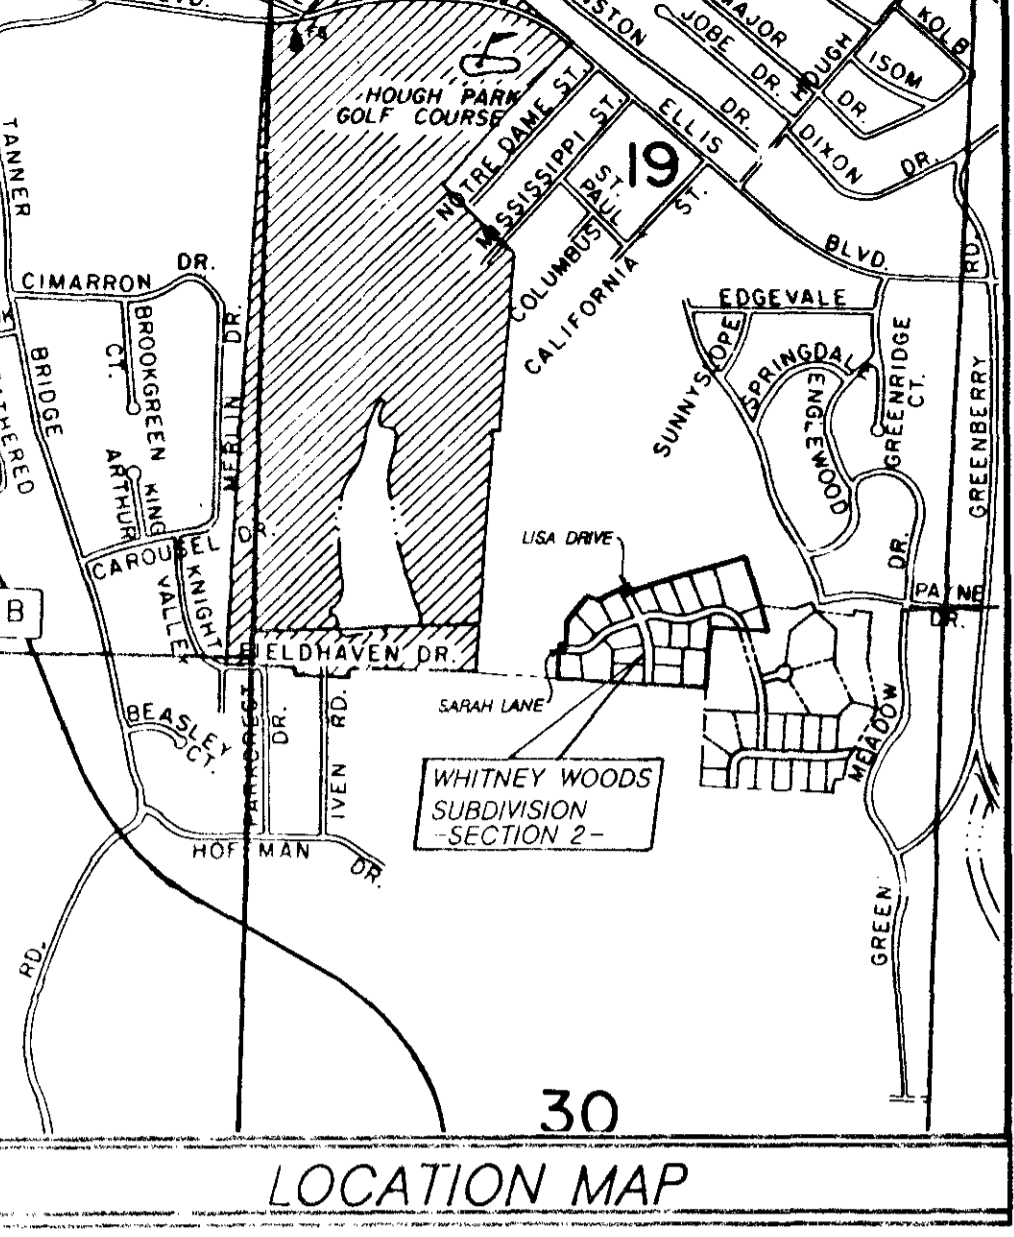 HOUGH PARK
GOLF COURSE
NOTRE DAME ST.
MISSISSIPPI ST.
ELLIS
BLVD.
19
ST.
PAUL
COLUMBUS
CALIFORNIA
ST.
MAJOR
JOBE
DR.
DR.
HOUGH
KOLB
ISOM
DR.
DIXON
DR.
RD.
TANNER
BRIDGE
CIMARRON
DR.
BROOKGREEN
CT.
MERLIN DR.
KING
ARTHUR
CAROUSEL DR.
KNIGHT
VALLEY
B
FIELDHAVEN DR.
BEASLEY
CT.
PARKCREST
DR.
IVEN RD.
HOFFMAN
DR.
RD.
EDGEVALE
SUNNYSLOPE
SPRINGDALE
ENGLEWOOD
GREENRIDGE
CT.
GREENBERRY
DR.
PAYNE
DR.
LISA DRIVE
SARAH LANE
WHITNEY WOODS
SUBDIVISION
-SECTION 2-
MEADOW
GREEN
30
LOCATION MAP